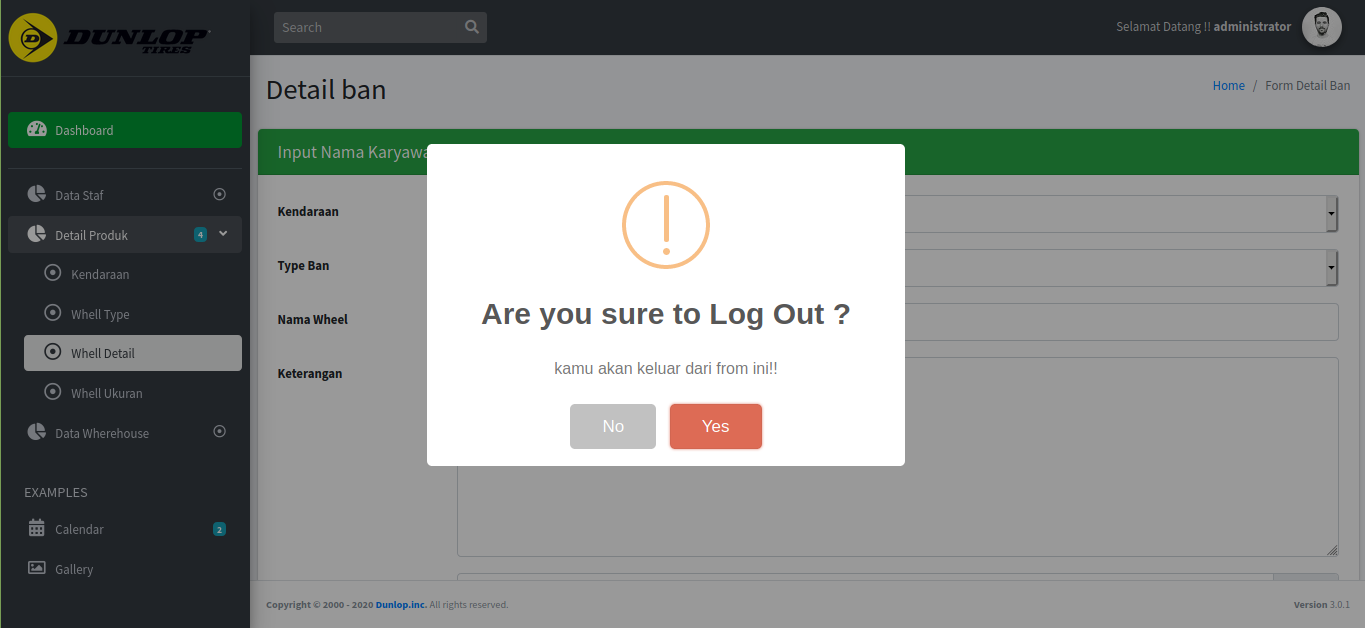 DUNLOP
TIRES
Search
Selamat Datang !! administrator
Detail ban
Home / Form Detail Ban
Dashboard
Data Staf
Detail Produk 4
Kendaraan
Whell Type
Whell Detail
Whell Ukuran
Data Wherehouse
EXAMPLES
Calendar 2
Gallery
Input Nama
Kendaraan
Type Ban
Nama Wheel
Keterangan
Are you sure to Log Out ?
kamu akan keluar dari from ini!!
No
Yes
Copyright © 2000 - 2020 Dunlop.inc. All rights reserved.
Version 3.0.1